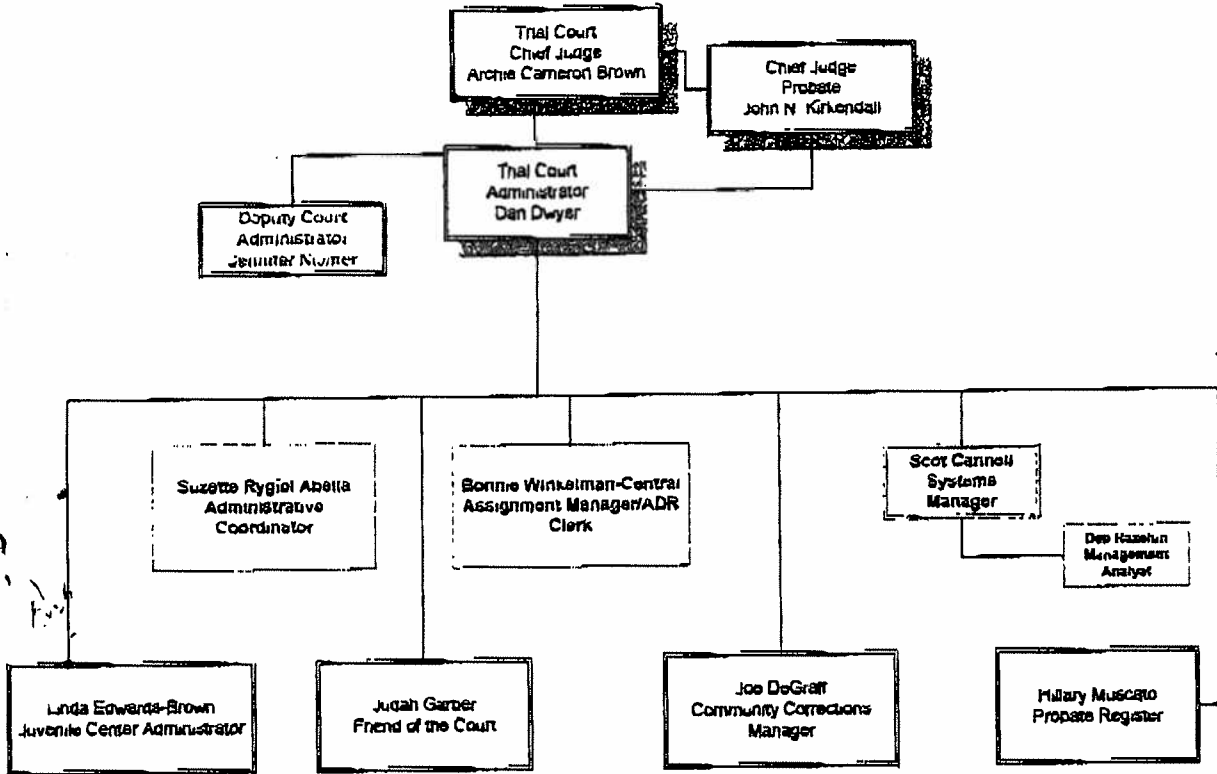 Trial Court
Chief Judge
Archie Cameron Brown
Chief Judge
Probate
John N. Kirkendall
Trial Court
Administrator
Dan Dwyer
Deputy Court
Administrator
Jennifer
Suzette Rygiel Abella
Administrative
Coordinator
Bonnie Winkelman-Central
Assignment Manager/ADR
Clerk
Scot Cannell
Systems
Manager
Deb
Management
Analyst
Linda Edwards-Brown
Juvenile Center Administrator
Judah Garber
Friend of the Court
Joe DeGraff
Community Corrections
Manager
Hillary Muscato
Probate Register